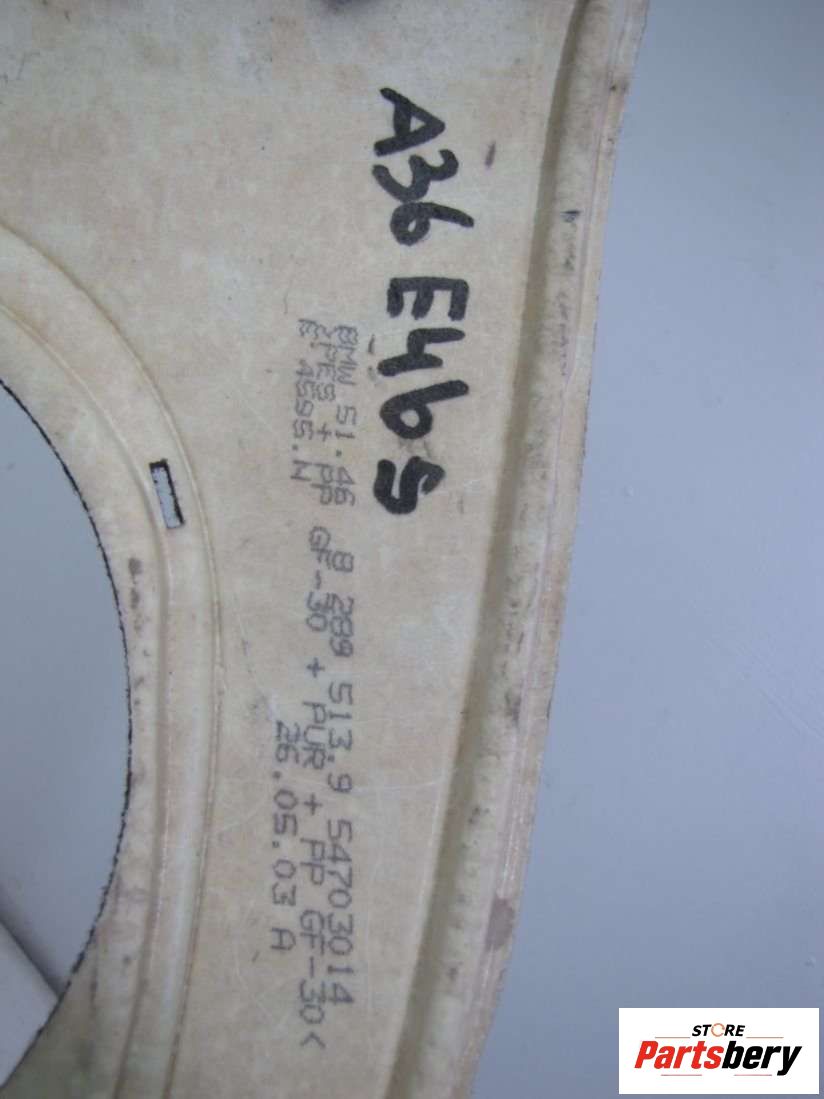 A36 E46 S
BMW 51.46 8 289 513.9 54703014
>PES + PP GF-30 + PUR + PP GF-30<
E 4595.N 26.05.03 A
STORE
Partsbery